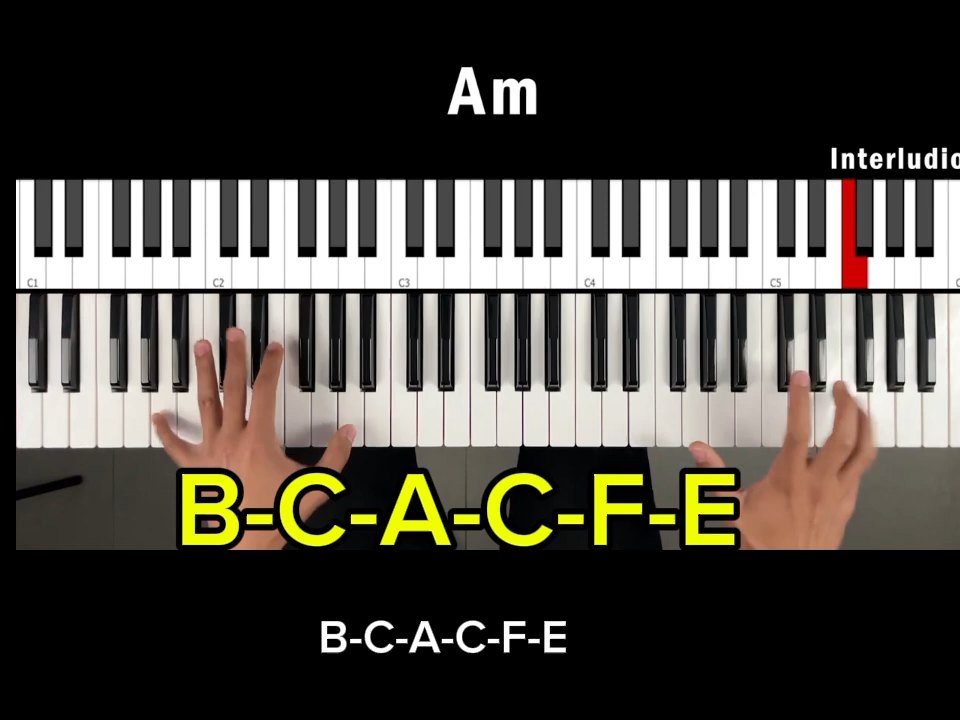 Am
Interludio
C1 C2 C3 C4 C5
B-C-A-C-F-E
B-C-A-C-F-E